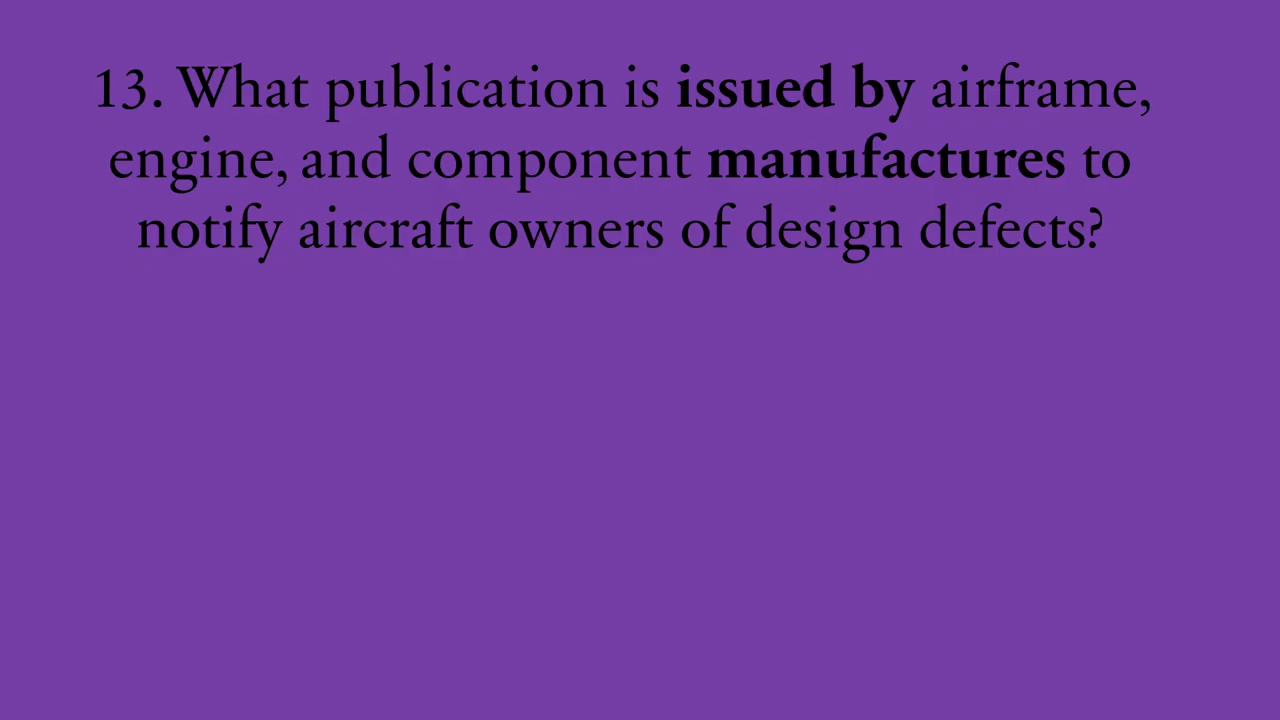 13. What publication is issued by airframe,
engine, and component manufactures to
notify aircraft owners of design defects?